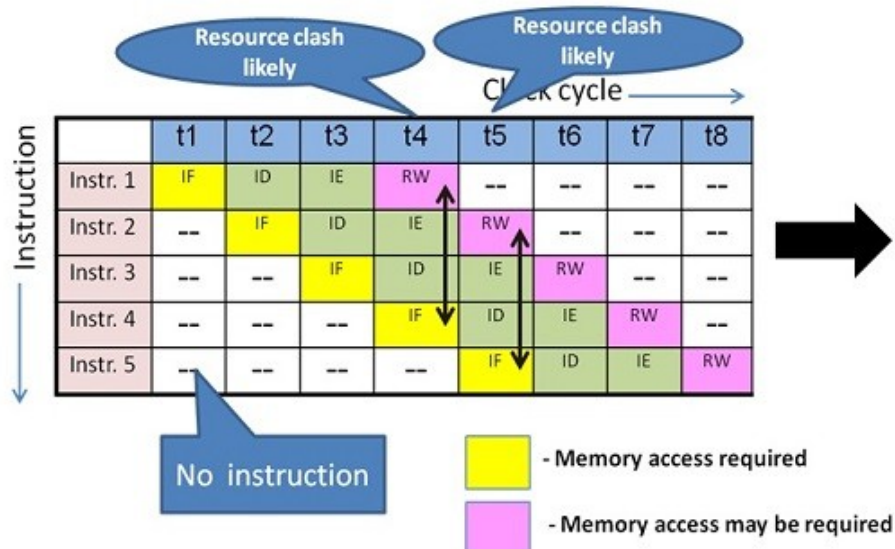 Resource clash
likely
Resource clash
likely
Clock cycle
t1 t2 t3 t4 t5 t6 t7 t8
Instruction
Instr. 1 IF ID IE RW -- -- -- --
Instr. 2 -- IF ID IE RW -- -- --
Instr. 3 -- -- IF ID IE RW -- --
Instr. 4 -- -- -- IF ID IE RW --
Instr. 5 -- -- -- -- IF ID IE RW
No instruction
- Memory access required
- Memory access may be required